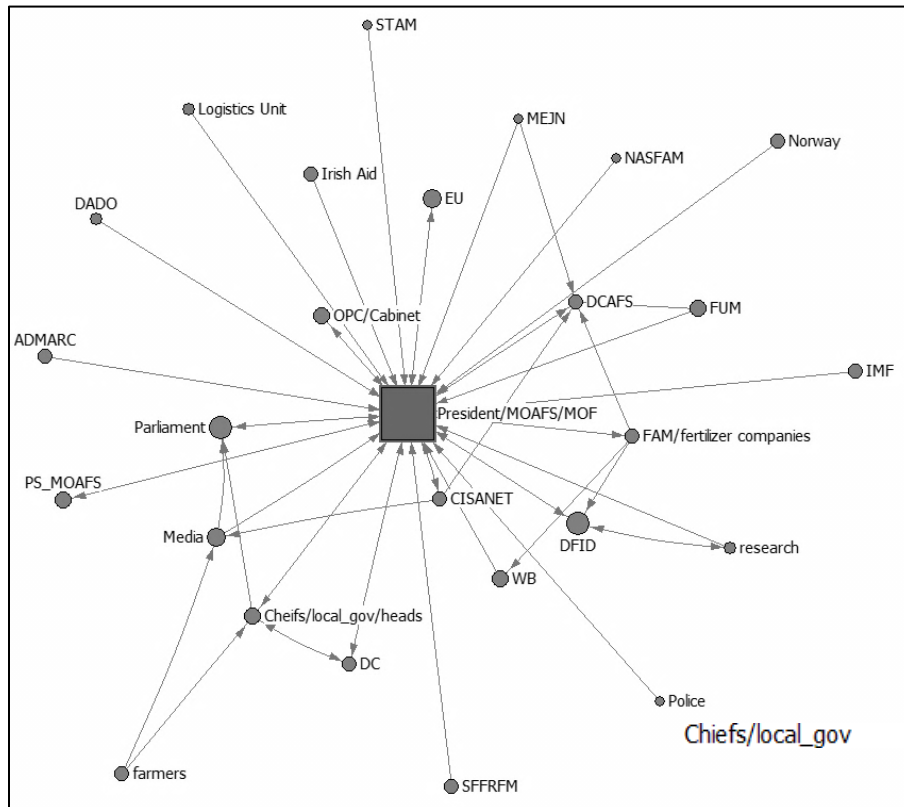 STAM
Logistics Unit
MEJN
Norway
NASFAM
Irish Aid
EU
DADO
DCAFS
FUM
OPC/Cabinet
ADMARC
IMF
President/MOAFS/MOF
Parliament
FAM/fertilizer companies
PS_MOAFS
CISANET
Media
DFID
research
WB
Cheifs/local_gov/heads
DC
Police
Chiefs/local_gov
farmers
SFFRFM